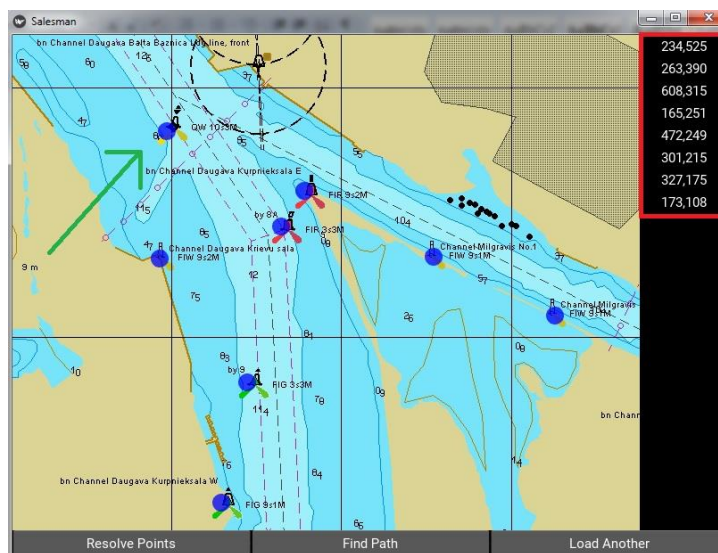 Salesman
bn Channel Daugaka Balta Baznica Ldg line, front
QW 10s3M
bn Channel Daugava Kurpnieksala E
FlR 9s2M
by 8A
FlR 3s3M
Channel Daugava Krievu sala
FlW 9s2M
9 m
Channel Milgravis No.1
FlW 9s1M
Channel Milgravis
FlW 9s1M
by 9
FlG 3s3M
bn Chann
bn Channel Daugava Kurpnieksala W
FlG 9s1M
234,525
263,390
608,315
165,251
472,249
301,215
327,175
173,108
Resolve Points
Find Path
Load Another